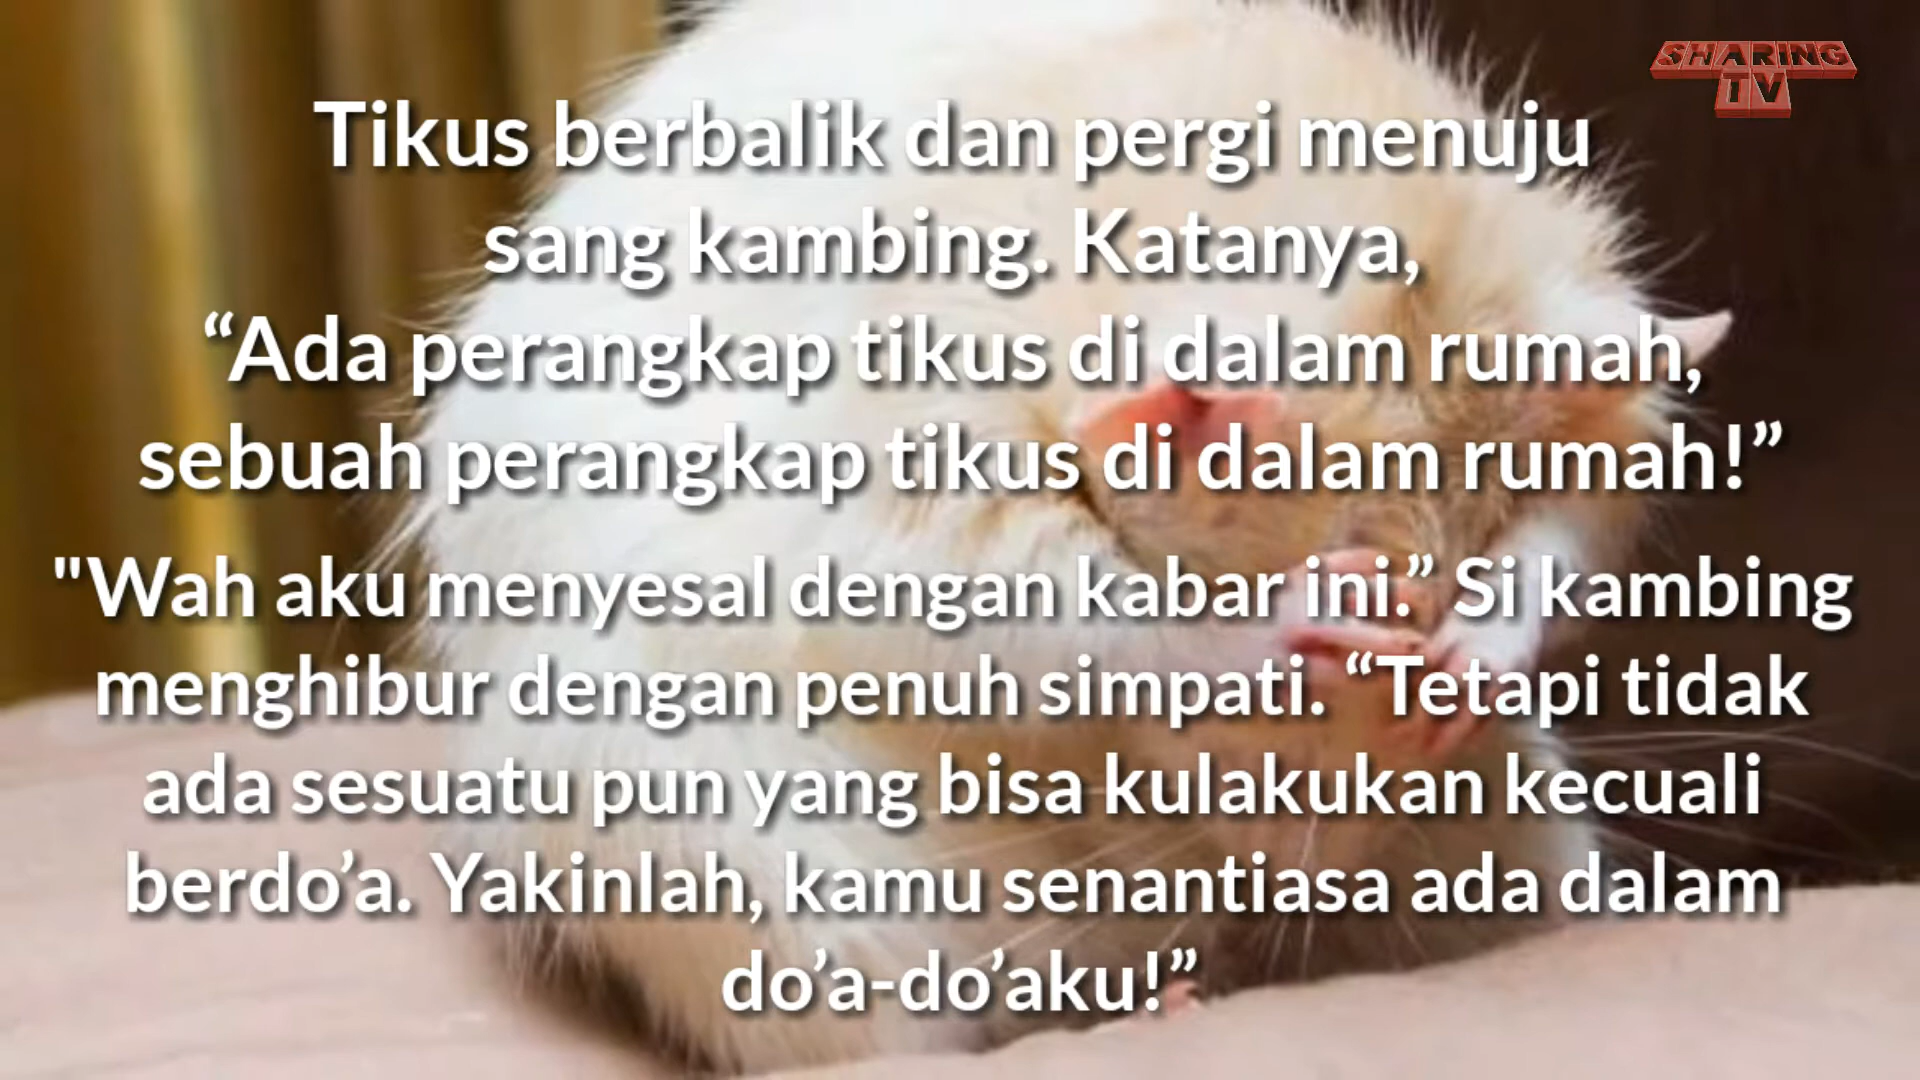 SHARING
TV
Tikus berbalik dan pergi menuju
sang kambing. Katanya,
“Ada perangkap tikus di dalam rumah,
sebuah perangkap tikus di dalam rumah!”
"Wah aku menyesal dengan kabar ini.” Si kambing
menghibur dengan penuh simpati. “Tetapi tidak
ada sesuatu pun yang bisa kulakukan kecuali
berdo’a. Yakinlah, kamu senantiasa ada dalam
do’a-do’aku!”